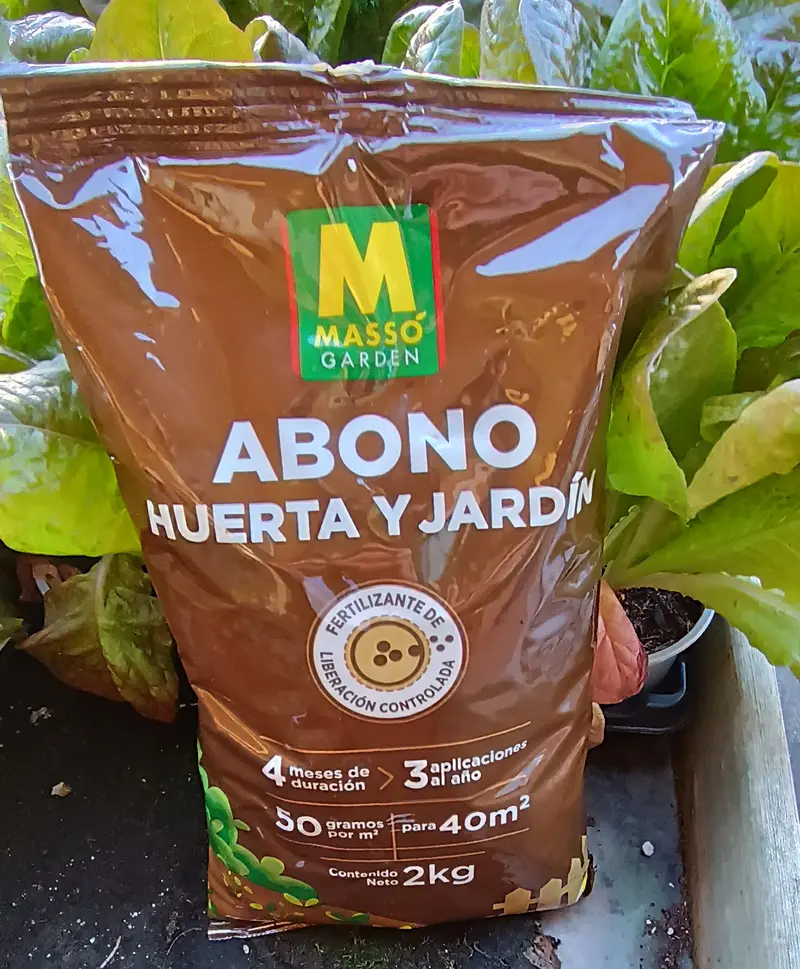 M
MASSÓ
GARDEN
ABONO
HUERTA Y JARDÍN
FERTILIZANTE DE
LIBERACIÓN CONTROLADA
4 meses de duración > 3 aplicaciones al año
50 gramos por m² para 40m²
Contenido Neto 2kg